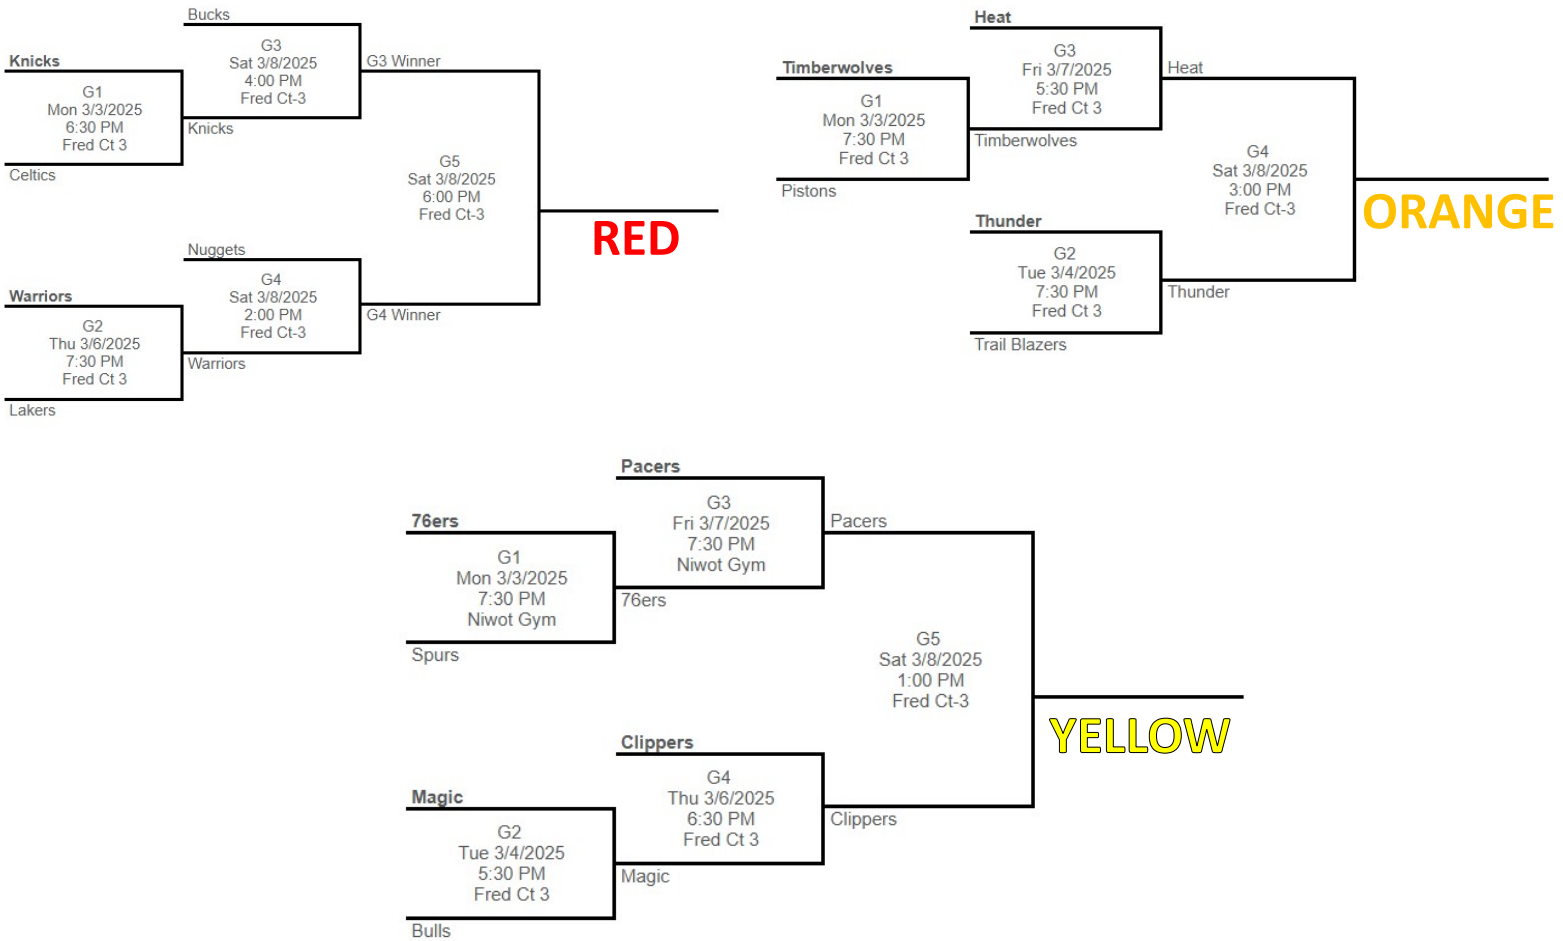 Bucks
G3
Sat 3/8/2025
4:00 PM
Fred Ct-3
Knicks
G1
Mon 3/3/2025
6:30 PM
Fred Ct 3
Celtics
Knicks
G3 Winner
G5
Sat 3/8/2025
6:00 PM
Fred Ct-3
RED
Nuggets
G4
Sat 3/8/2025
2:00 PM
Fred Ct-3
Warriors
G2
Thu 3/6/2025
7:30 PM
Fred Ct 3
Lakers
Warriors
G4 Winner
Heat
G3
Fri 3/7/2025
5:30 PM
Fred Ct 3
Timberwolves
G1
Mon 3/3/2025
7:30 PM
Fred Ct 3
Pistons
Timberwolves
Heat
G4
Sat 3/8/2025
3:00 PM
Fred Ct-3
ORANGE
Thunder
G2
Tue 3/4/2025
7:30 PM
Fred Ct 3
Trail Blazers
Thunder
Pacers
G3
Fri 3/7/2025
7:30 PM
Niwot Gym
76ers
G1
Mon 3/3/2025
7:30 PM
Niwot Gym
Spurs
76ers
Pacers
G5
Sat 3/8/2025
1:00 PM
Fred Ct-3
YELLOW
Clippers
G4
Thu 3/6/2025
6:30 PM
Fred Ct 3
Magic
G2
Tue 3/4/2025
5:30 PM
Fred Ct 3
Bulls
Magic
Clippers